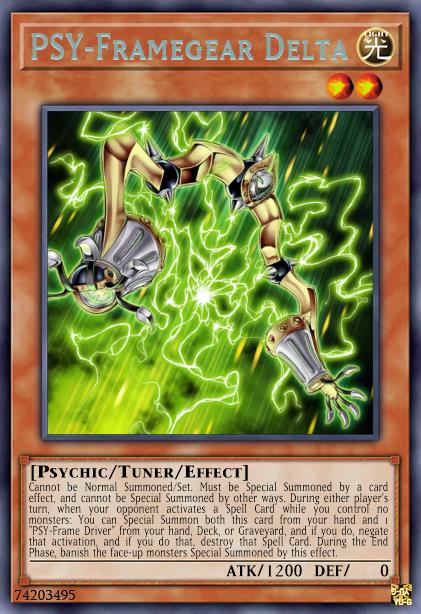 PSY-Framegear Delta
LIGHT
光
[Psychic/Tuner/Effect]
Cannot be Normal Summoned/Set. Must be Special Summoned by a card
effect, and cannot be Special Summoned by other ways. During either player's
turn, when your opponent activates a Spell Card while you control no
monsters: You can Special Summon both this card from your hand and 1
"PSY-Frame Driver" from your hand, Deck, or Graveyard, and if you do, negate
that activation, and if you do that, destroy that Spell Card. During the End
Phase, banish the face-up monsters Special Summoned by this effect.
ATK/1200 DEF/ 0
74203495